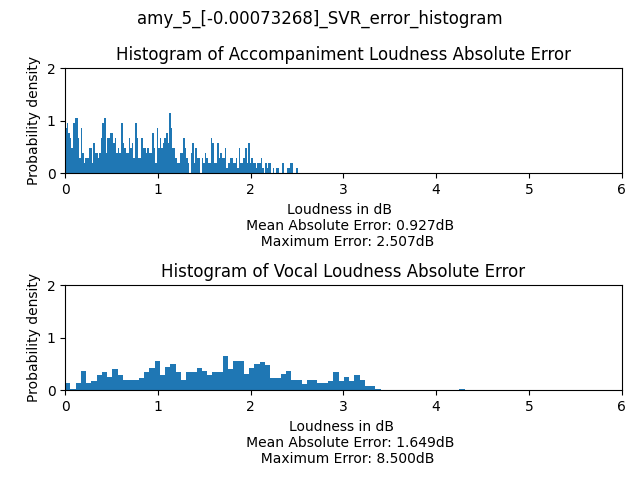 amy_5_[-0.00073268]_SVR_error_histogram
Histogram of Accompaniment Loudness Absolute Error
Probability density
2
1
0
0 1 2 3 4 5 6
Loudness in dB
Mean Absolute Error: 0.927dB
Maximum Error: 2.507dB
Histogram of Vocal Loudness Absolute Error
Probability density
2
1
0
0 1 2 3 4 5 6
Loudness in dB
Mean Absolute Error: 1.649dB
Maximum Error: 8.500dB